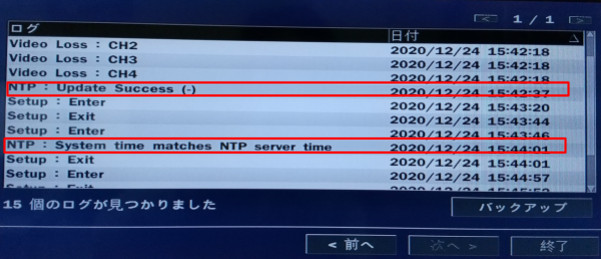 < 1 / 1 >
ログ 日付
Video Loss : CH2 2020/12/24 15:42:18
Video Loss : CH3 2020/12/24 15:42:18
Video Loss : CH4 2020/12/24 15:42:18
NTP : Update Success (-) 2020/12/24 15:42:37
Setup : Enter 2020/12/24 15:43:20
Setup : Exit 2020/12/24 15:43:44
Setup : Enter 2020/12/24 15:43:46
NTP : System time matches NTP server time 2020/12/24 15:44:01
Setup : Exit 2020/12/24 15:44:01
Setup : Enter 2020/12/24 15:44:57
Setup : Exit
15 個のログが見つかりました バックアップ
< 前へ 次へ > 終了